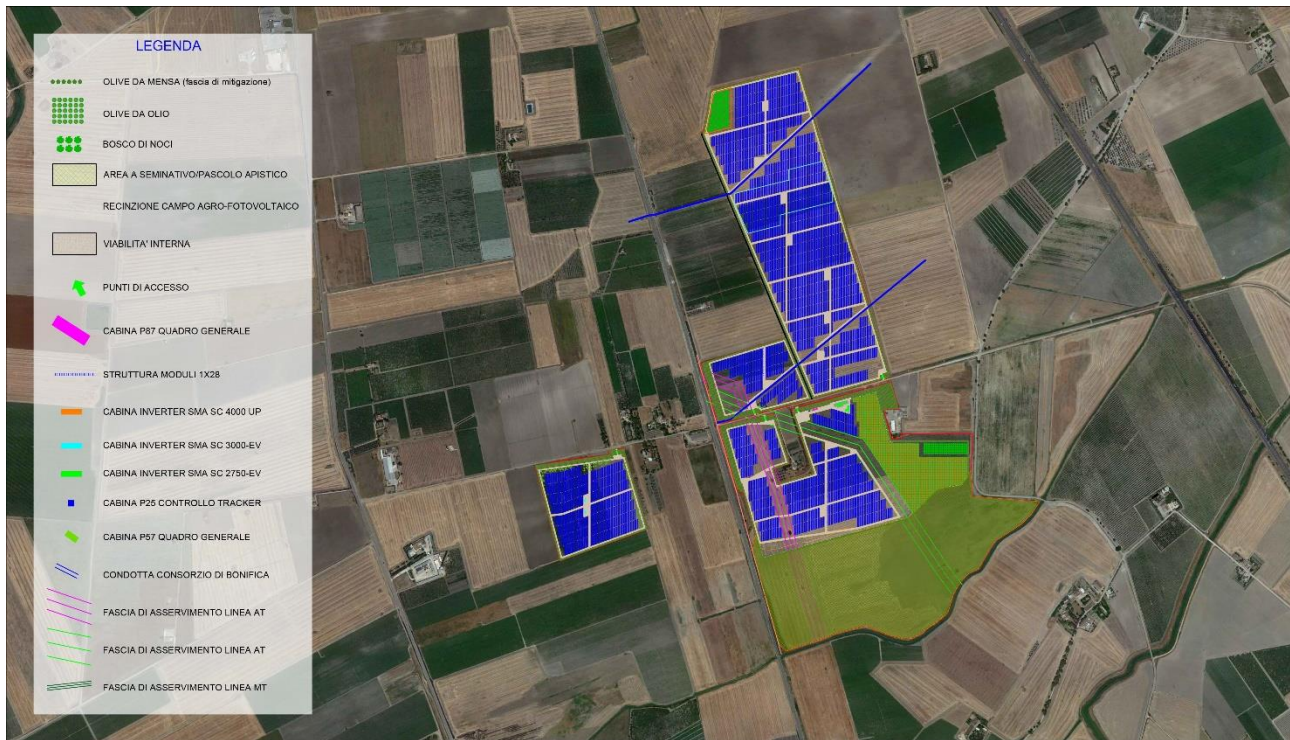 LEGENDA
OLIVE DA MENSA (fascia di mitigazione)
OLIVE DA OLIO
BOSCO DI NOCI
AREA A SEMINATIVO/PASCOLO APISTICO
RECINZIONE CAMPO AGRO-FOTOVOLTAICO
VIABILITA' INTERNA
PUNTI DI ACCESSO
CABINA P87 QUADRO GENERALE
STRUTTURA MODULI 1X28
CABINA INVERTER SMA SC 4000 UP
CABINA INVERTER SMA SC 3000-EV
CABINA INVERTER SMA SC 2750-EV
CABINA P25 CONTROLLO TRACKER
CABINA P57 QUADRO GENERALE
CONDOTTA CONSORZIO DI BONIFICA
FASCIA DI ASSERVIMENTO LINEA AT
FASCIA DI ASSERVIMENTO LINEA AT
FASCIA DI ASSERVIMENTO LINEA MT